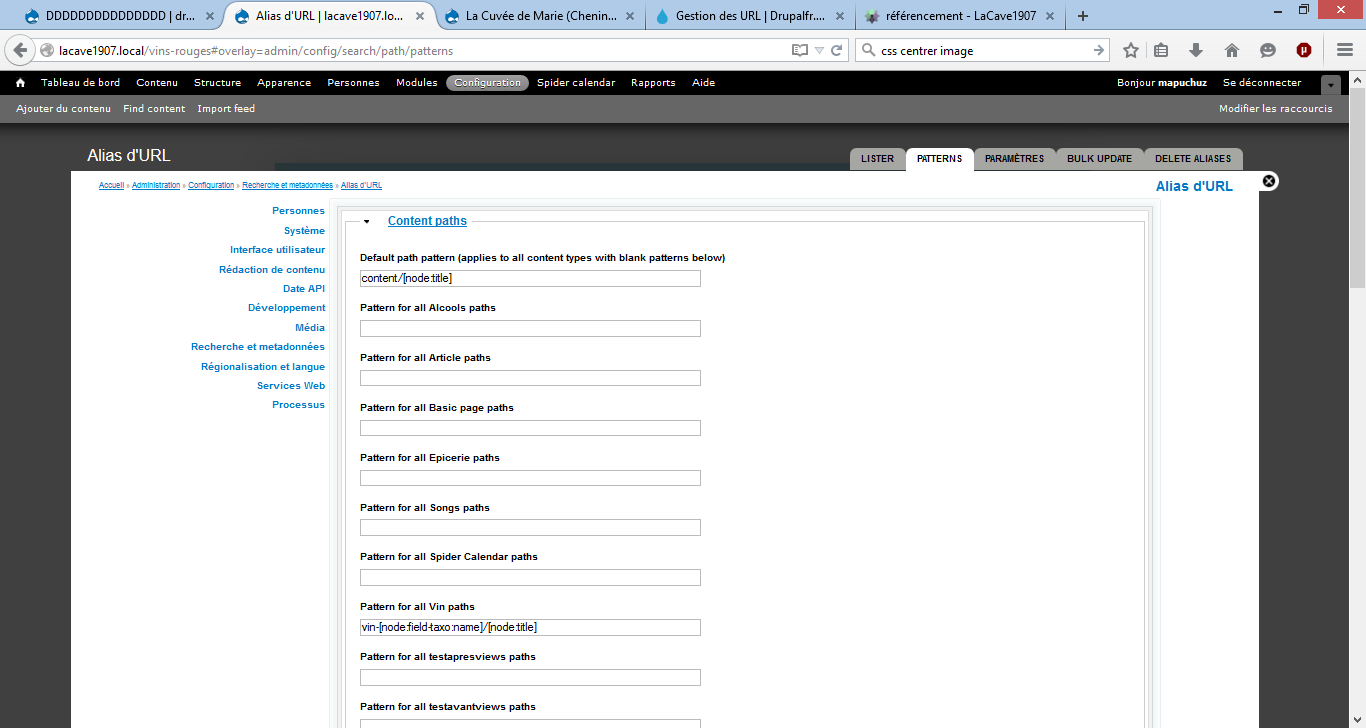 DDDDDDDDDDDDDDD | dr...
Alias d'URL | lacave1907.lo...
La Cuvée de Marie (Chenin...
Gestion des URL | Drupalfr....
référencement - LaCave1907
lacave1907.local/vins-rouges#overlay=admin/config/search/path/patterns
css centrer image
Tableau de bord Contenu Structure Apparence Personnes Modules Configuration Spider calendar Rapports Aide
Bonjour mapuchuz Se déconnecter
Ajouter du contenu Find content Import feed
Modifier les raccourcis
Alias d'URL
LISTER PATTERNS PARAMÈTRES BULK UPDATE DELETE ALIASES
Accueil » Administration » Configuration » Recherche et metadonnées » Alias d'URL
Alias d'URL
Personnes
Système
Interface utilisateur
Rédaction de contenu
Date API
Développement
Média
Recherche et metadonnées
Régionalisation et langue
Services Web
Processus
Content paths
Default path pattern (applies to all content types with blank patterns below)
content/[node:title]
Pattern for all Alcools paths
Pattern for all Article paths
Pattern for all Basic page paths
Pattern for all Epicerie paths
Pattern for all Songs paths
Pattern for all Spider Calendar paths
Pattern for all Vin paths
vin-[node:field-taxo:name]/[node:title]
Pattern for all testapresviews paths
Pattern for all testavantviews paths